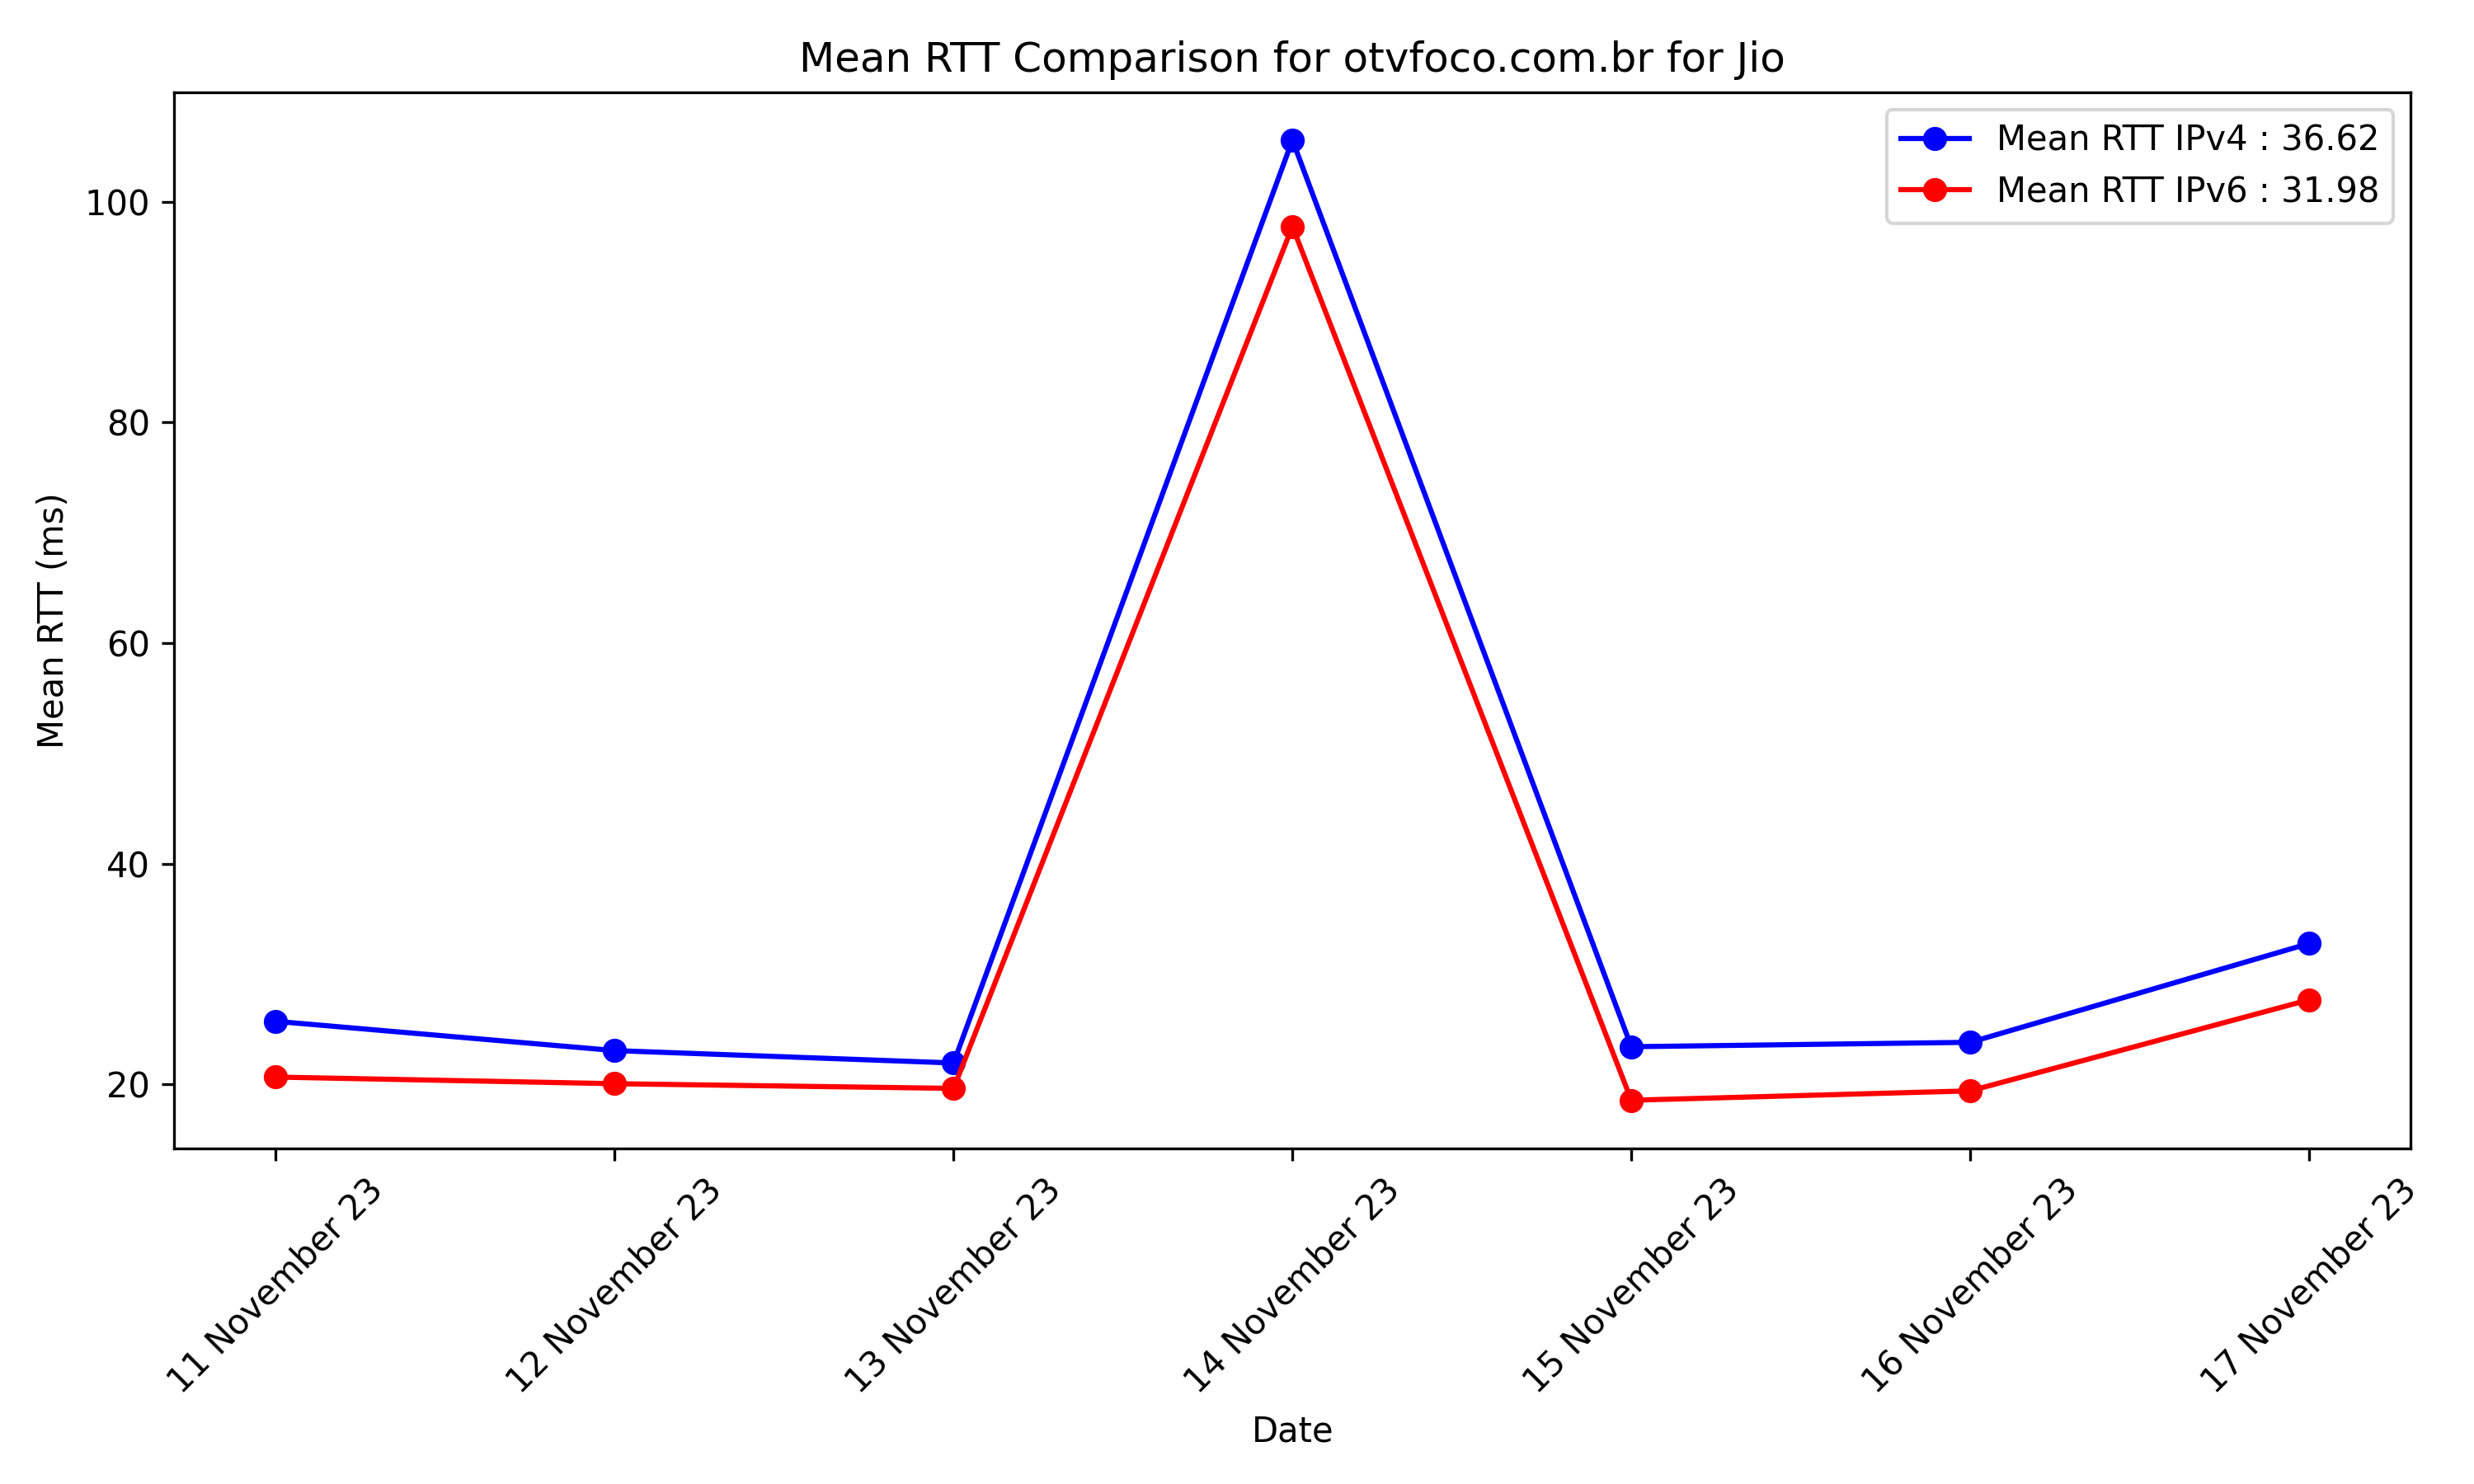 Mean RTT Comparison for otvfoco.com.br for Jio
Mean RTT IPv4 : 36.62
Mean RTT IPv6 : 31.98
Mean RTT (ms)
100
80
60
40
20
11 November 23
12 November 23
13 November 23
14 November 23
15 November 23
16 November 23
17 November 23
Date